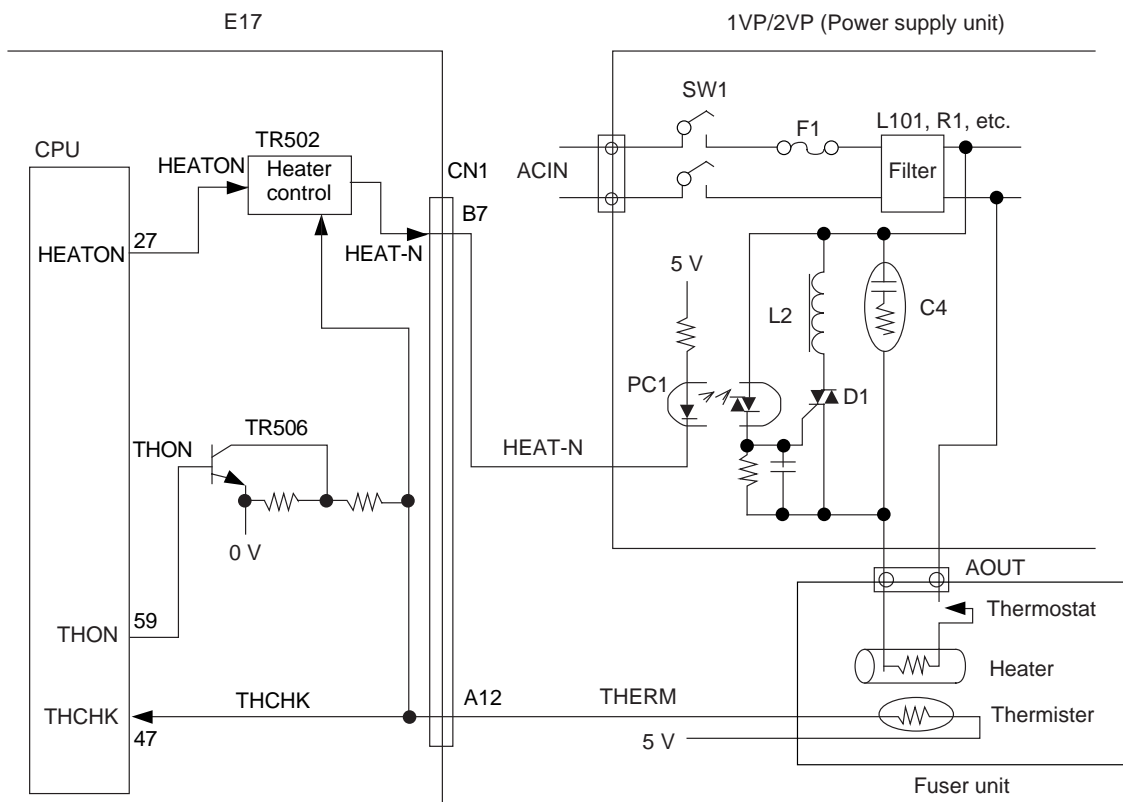 E17
1VP/2VP (Power supply unit)
SW1
F1
L101, R1, etc.
CPU
TR502
HEATON
Heater
control
CN1
ACIN
Filter
B7
27
HEATON
HEAT-N
5 V
L2
C4
PC1
D1
THON
TR506
HEAT-N
0 V
AOUT
Thermostat
59
THON
Heater
THCHK
A12
THERM
THCHK
Thermister
47
5 V
Fuser unit